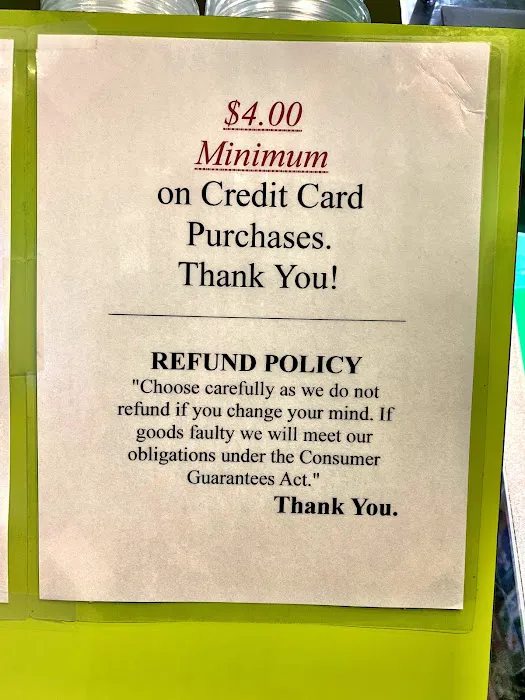 $4.00
Minimum
on Credit Card
Purchases.
Thank You!
REFUND POLICY
"Choose carefully as we do not
refund if you change your mind. If
goods faulty we will meet our
obligations under the Consumer
Guarantees Act."
Thank You.